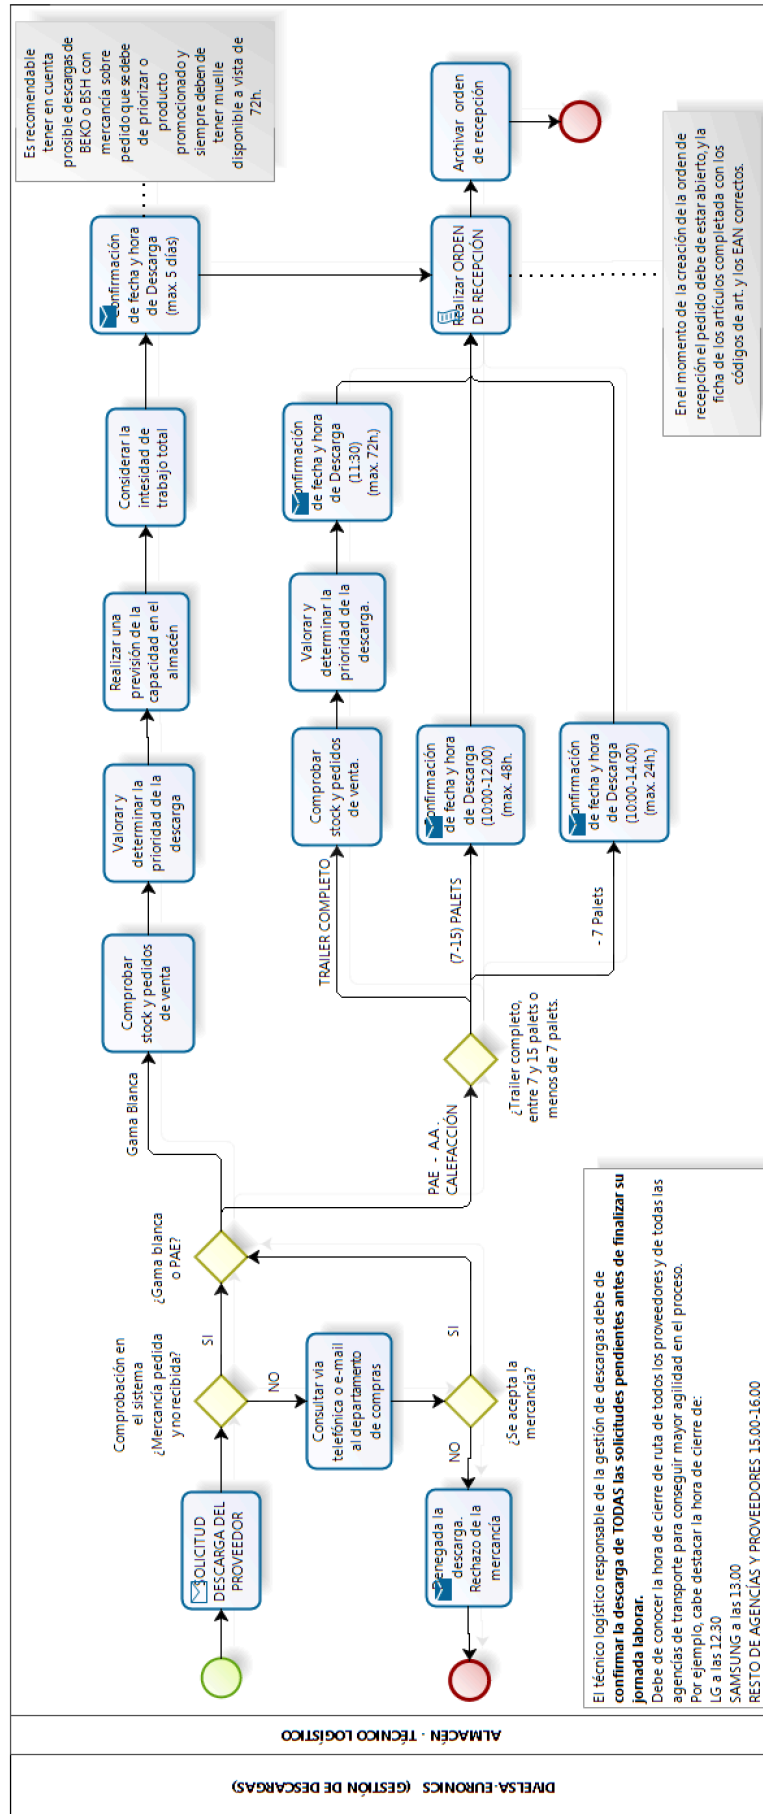 DIVELSA-EURONICS (GESTIÓN DE DESCARGAS)
ALMACÉN - TÉCNICO LOGÍSTICO
SOLICITUD
DESCARGA DEL
PROVEEDOR
Comprobación en
el sistema
¿Mercancía pedida
y no recibida?
SI
NO
Consultar via
telefónica o e-mail
al departamento
de compras
¿Se acepta la
mercancía?
NO
SI
Denegada la
descarga.
Rechazo de la
mercancía
¿Gama blanca
o PAE?
Gama Blanca
Comprobar
stock y pedidos
de venta
Valorar y
determinar la
prioridad de la
descarga
Realizar una
previsión de la
capacidad en el
almacén
Considerar la
intesidad de
trabajo total
Confirmación
de fecha y hora
de Descarga
(max. 5 días)
Es recomendable
tener en cuenta
prosible descargas de
BEKO o BSH con
mercancía sobre
pedido que se debe
de priorizar o
producto
promocionado y
siempre deben de
tener muelle
disponible a vista de
72h.
PAE - AA -
CALEFACCIÓN
¿Trailer completo,
entre 7 y 15 palets o
menos de 7 palets.
TRAILER COMPLETO
Comprobar
stock y pedidos
de venta.
Valorar y
determinar la
prioridad de la
descarga.
Confirmación
de fecha y hora
de Descarga
(11:30)
(max. 72h.)
(7-15) PALETS
Confirmación
de fecha y hora
de Descarga
(10:00-12.00)
(max. 48h.
- 7 Palets
Confirmación
de fecha y hora
de Descarga
(10:00-14.00)
(max. 24h.)
Realizar ORDEN
DE RECEPCIÓN
Archivar orden
de recepción
En el momento de la creación de la orden de
recepción el pedido debe de estar abierto, y la
ficha de los artículos completada con los
códigos de art. y los EAN correctos.
El técnico logístico responsable de la gestión de descargas debe de
confirmar la descarga de TODAS las solicitudes pendientes antes de finalizar su
jornada laborar.
Debe de conocer la hora de cierre de ruta de todos los proveedores y de todas las
agencias de transporte para conseguir mayor agilidad en el proceso.
Por ejemplo, cabe destacar la hora de cierre de:
LG a las 12.30
SAMSUNG a las 13.00
RESTO DE AGENCÍAS Y PROVEEDORES 15.00-16.00